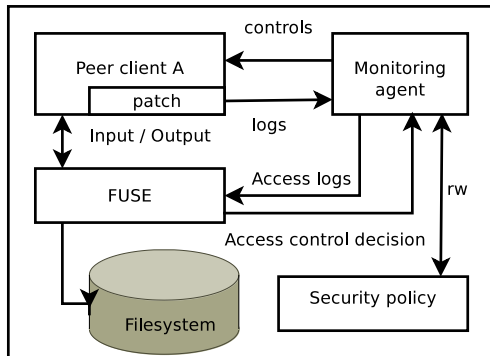 controls
Peer client A
Monitoring
agent
patch
logs
Input / Output
Access logs
rw
FUSE
Access control decision
Security policy
Filesystem